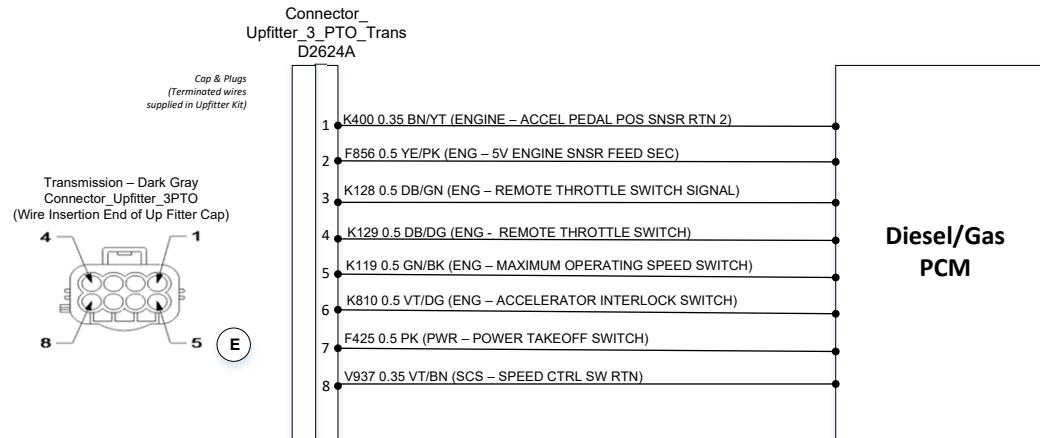 Connector_
Upfitter_3_PTO_Trans
D2624A
Cap & Plugs
(Terminated wires
supplied in Upfitter Kit)
Transmission – Dark Gray
Connector_Upfitter_3PTO
(Wire Insertion End of Up Fitter Cap)
4
1
8
5
E
1 K400 0.35 BN/YT (ENGINE – ACCEL PEDAL POS SNSR RTN 2)
2 F856 0.5 YE/PK (ENG – 5V ENGINE SNSR FEED SEC)
3 K128 0.5 DB/GN (ENG – REMOTE THROTTLE SWITCH SIGNAL)
4 K129 0.5 DB/DG (ENG - REMOTE THROTTLE SWITCH)
5 K119 0.5 GN/BK (ENG – MAXIMUM OPERATING SPEED SWITCH)
6 K810 0.5 VT/DG (ENG – ACCELERATOR INTERLOCK SWITCH)
7 F425 0.5 PK (PWR – POWER TAKEOFF SWITCH)
8 V937 0.35 VT/BN (SCS – SPEED CTRL SW RTN)
Diesel/Gas
PCM